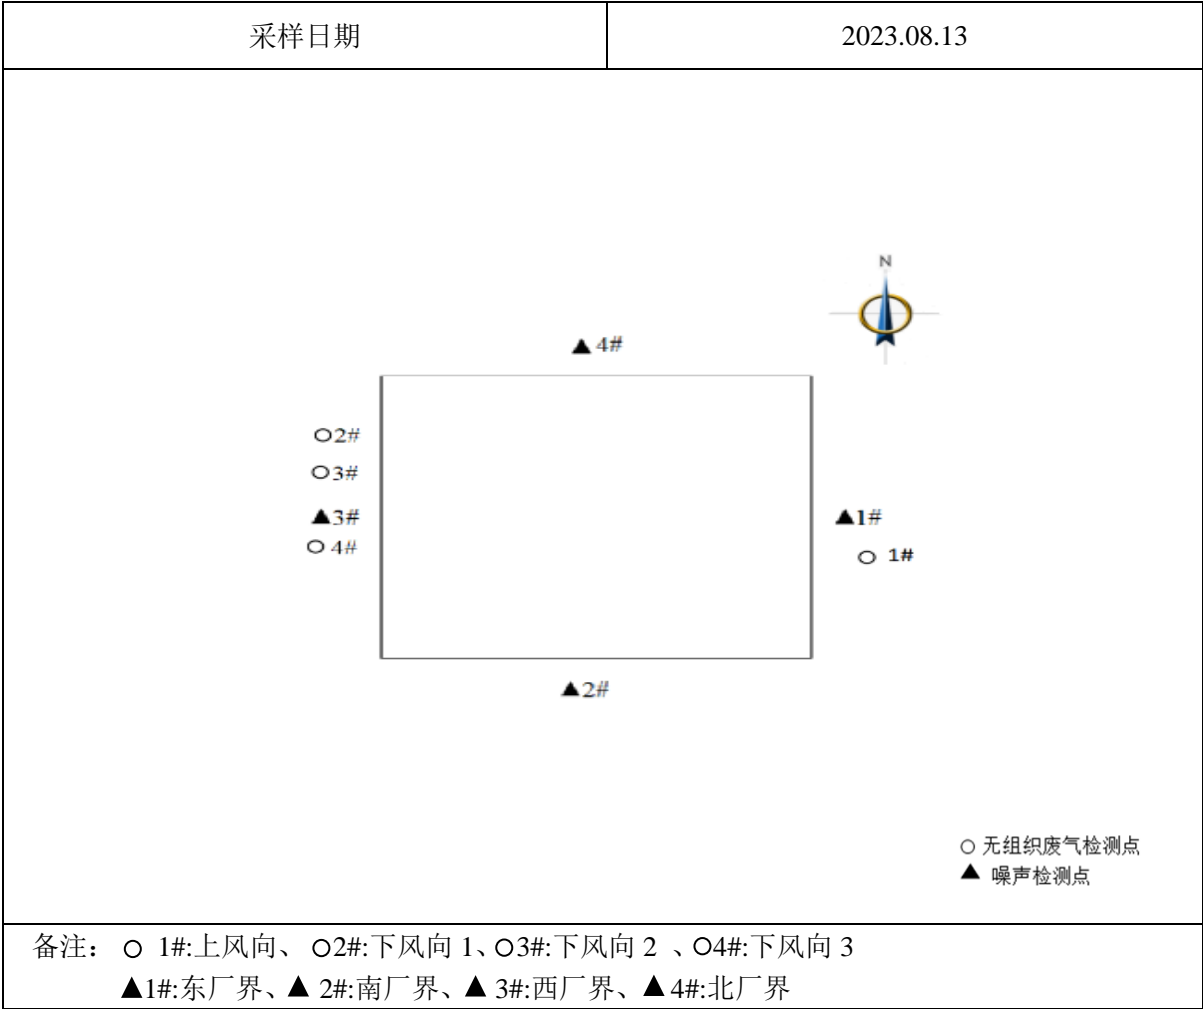 采样日期 2023.08.13
N
▲ 4#
○2#
○3#
▲3# ▲1#
○ 4# ○ 1#
▲2#
○ 无组织废气检测点
▲ 噪声检测点
备注： ○ 1#:上风向、 ○2#:下风向 1、○3#:下风向 2 、○4#:下风向 3
▲1#:东厂界、▲ 2#:南厂界、▲ 3#:西厂界、▲ 4#:北厂界